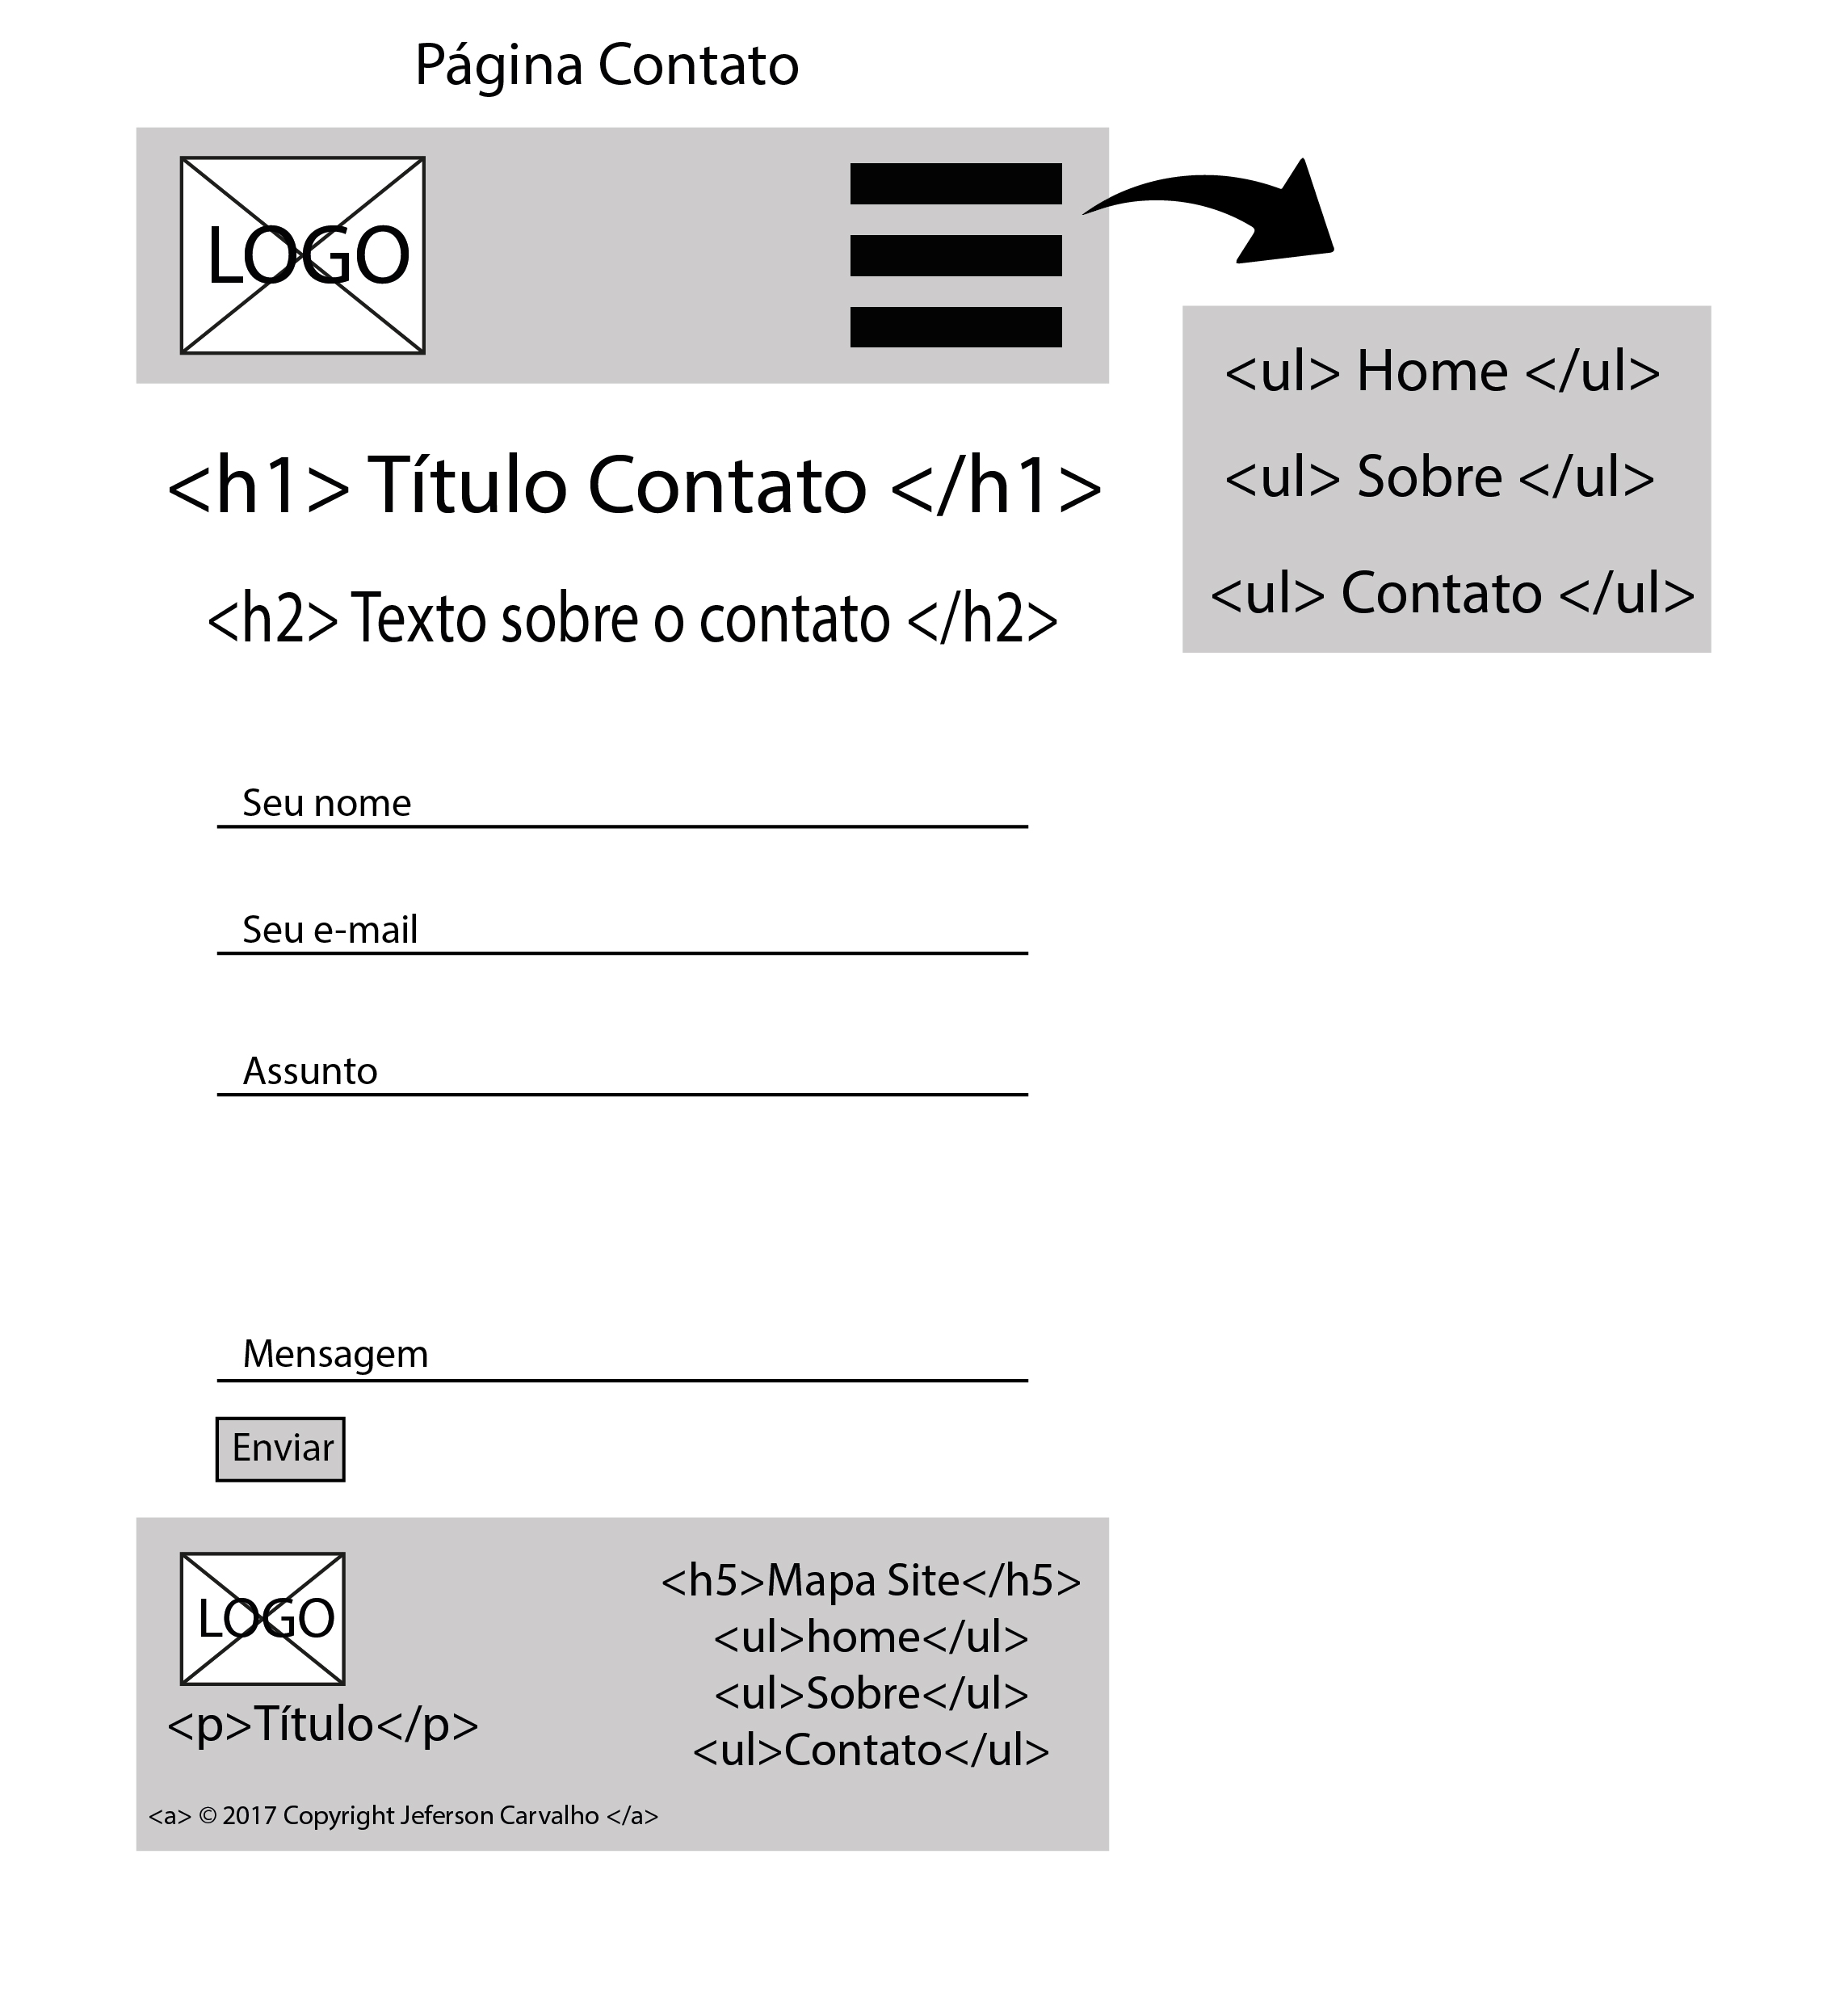 Página Contato
LOGO
<ul> Home </ul>
<ul> Sobre </ul>
<ul> Contato </ul>
<h1> Título Contato </h1>
<h2> Texto sobre o contato </h2>
Seu nome
Seu e-mail
Assunto
Mensagem
Enviar
LOGO
<p>Título</p>
<h5>Mapa Site</h5>
<ul>home</ul>
<ul>Sobre</ul>
<ul>Contato</ul>
<a> © 2017 Copyright Jeferson Carvalho </a>